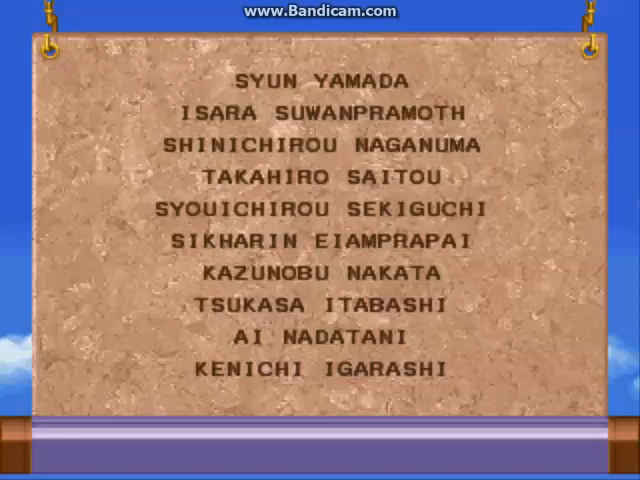 www.Bandicam.com
SYUN YAMADA
ISARA SUWANPRAMOTH
SHINICHIROU NAGANUMA
TAKAHIRO SAITOU
SYOUICHIROU SEKIGUCHI
SIKHARIN EIAMPRAPAI
KAZUNOBU NAKATA
TSUKASA ITABASHI
AI NADATANI
KENICHI IGARASHI